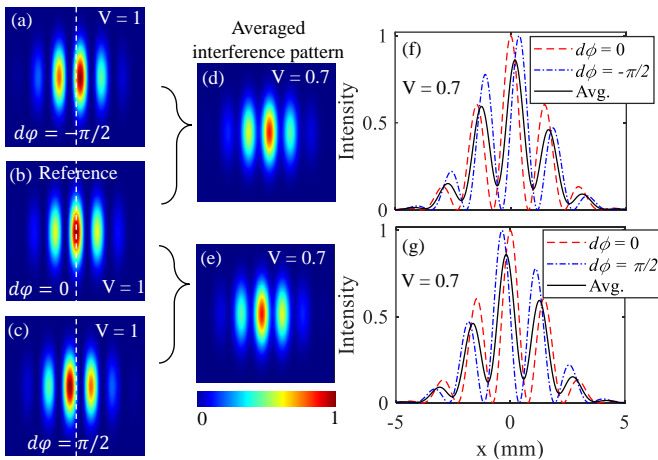 (a)
V = 1
dφ = −π/2
(b)
Reference
dφ = 0
V = 1
(c)
V = 1
dφ = π/2
Averaged
interference pattern
(d)
V = 0.7
(e)
V = 0.7
0
1
(f)
V = 0.7
dϕ = 0
dϕ = -π/2
Avg.
Intensity
1
0.5
0
(g)
V = 0.7
dϕ = 0
dϕ = π/2
Avg.
Intensity
1
0.5
0
-5
0
5
x (mm)